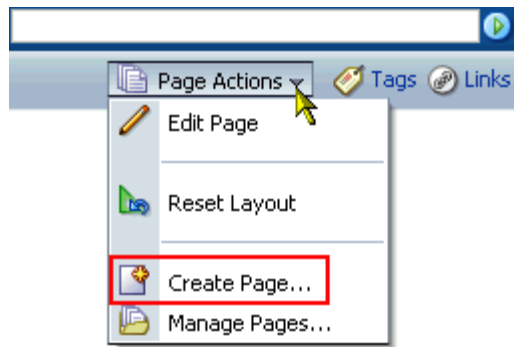 Page Actions Tags Links
Edit Page
Reset Layout
Create Page...
Manage Pages...